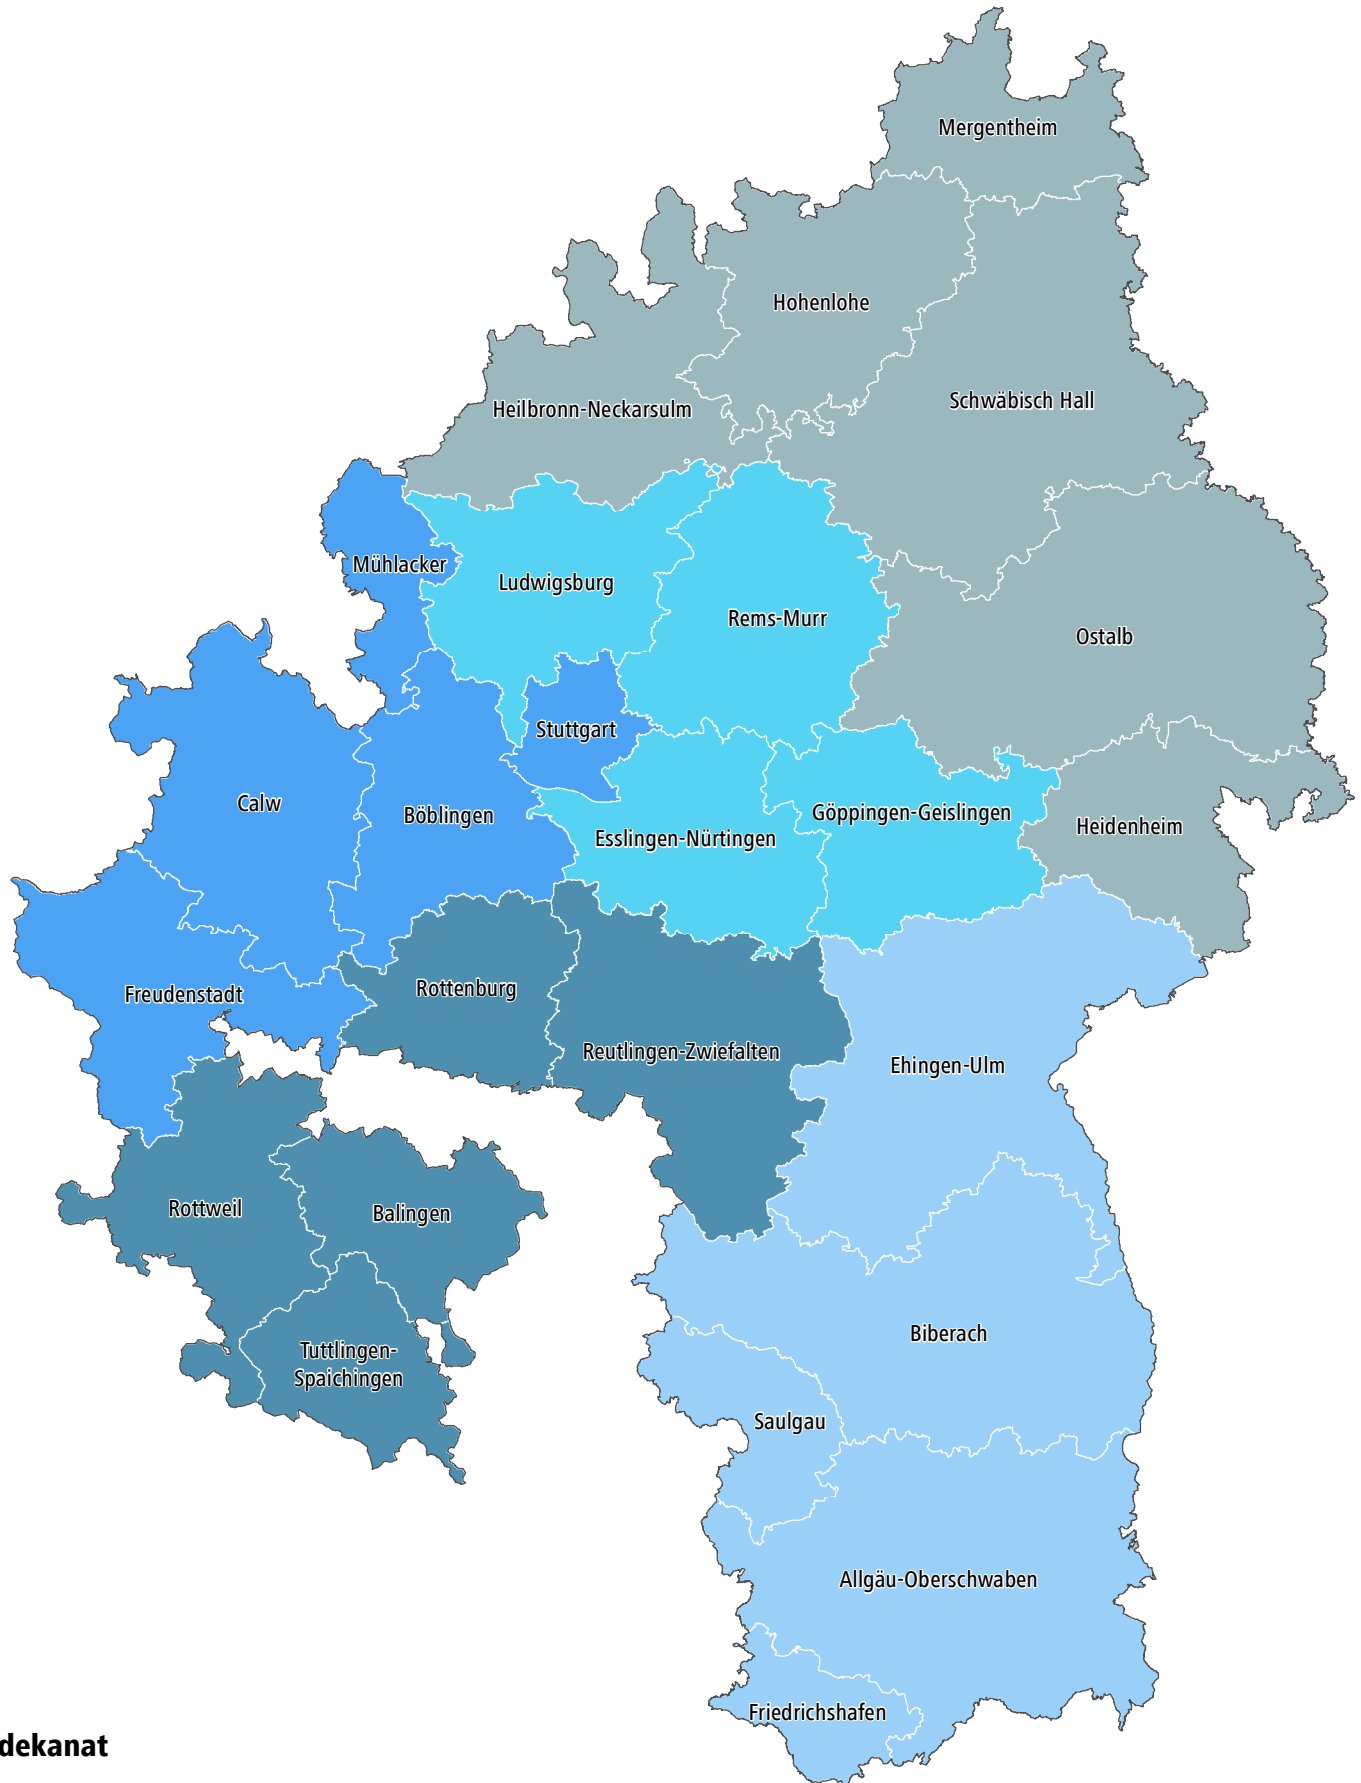 Mergentheim
Hohenlohe
Schwäbisch Hall
Heilbronn-Neckarsulm
Mühlacker
Ludwigsburg
Rems-Murr
Ostalb
Stuttgart
Calw
Böblingen
Esslingen-Nürtingen
Göppingen-Geislingen
Heidenheim
Freudenstadt
Rottenburg
Reutlingen-Zwiefalten
Ehingen-Ulm
Rottweil
Balingen
Biberach
Tuttlingen-
Spaichingen
Saulgau
Allgäu-Oberschwaben
Friedrichshafen
dekanat